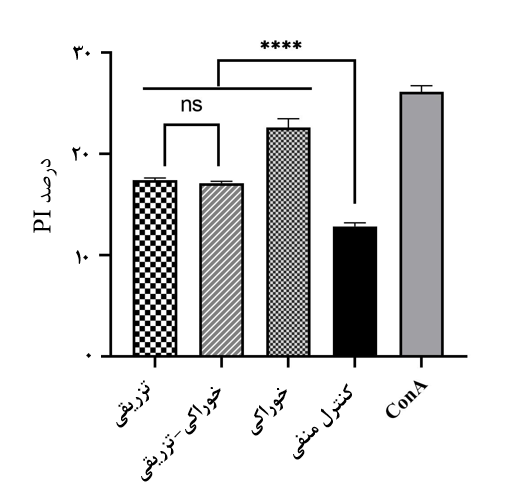 ****
ns
۳۰
۲۰
۱۰
۰
درصد PI
تزریقی
خوراکی-تزریقی
خوراکی
کنترل منفی
ConA